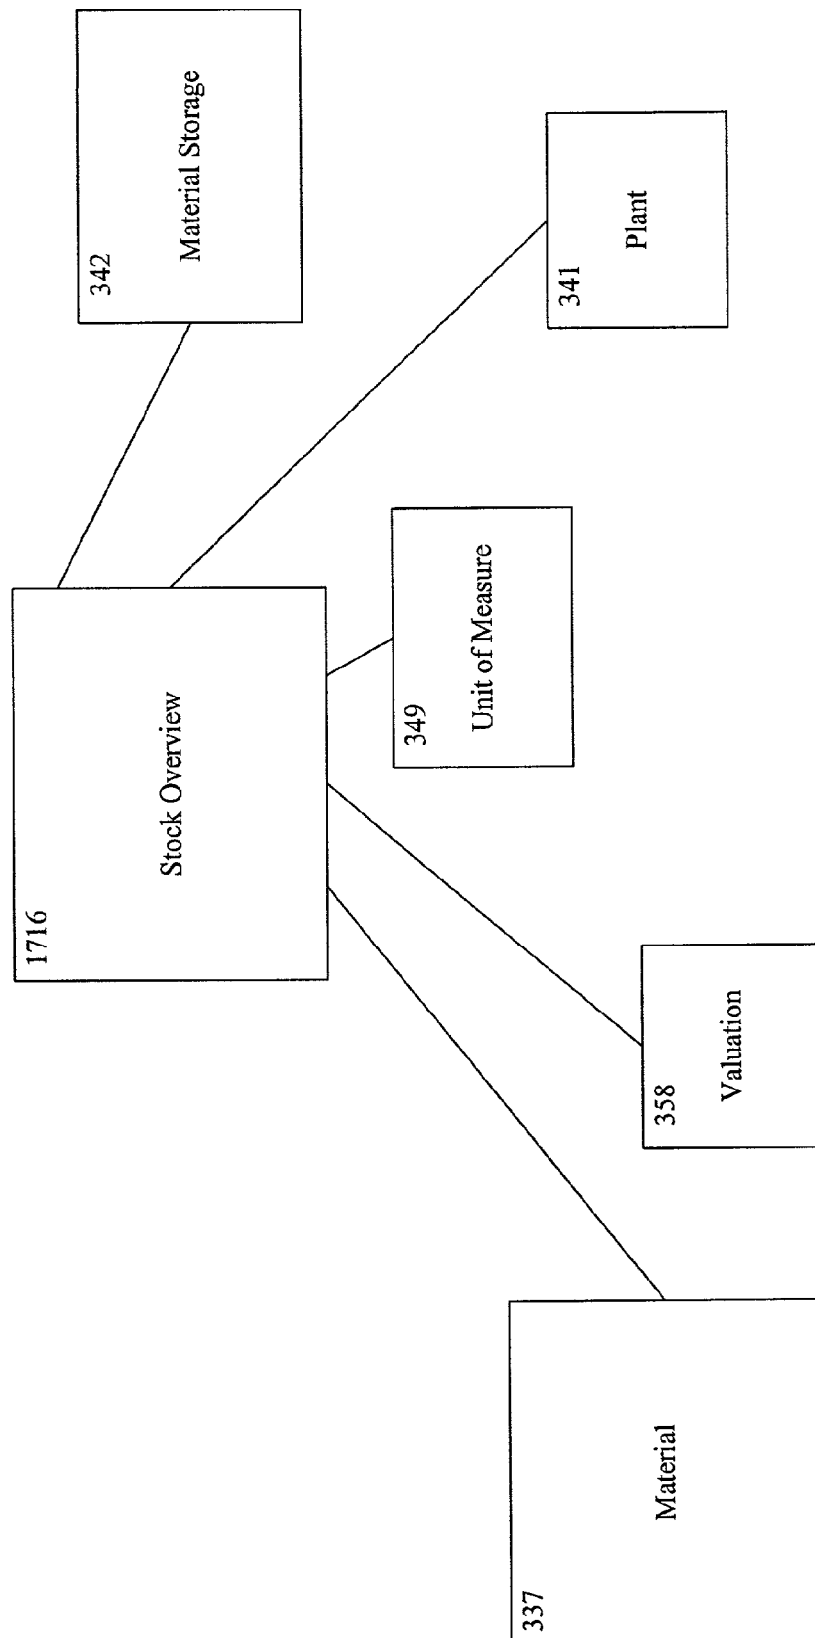 1716
Stock Overview
342
Material Storage
341
Plant
349
Unit of Measure
358
Valuation
337
Material